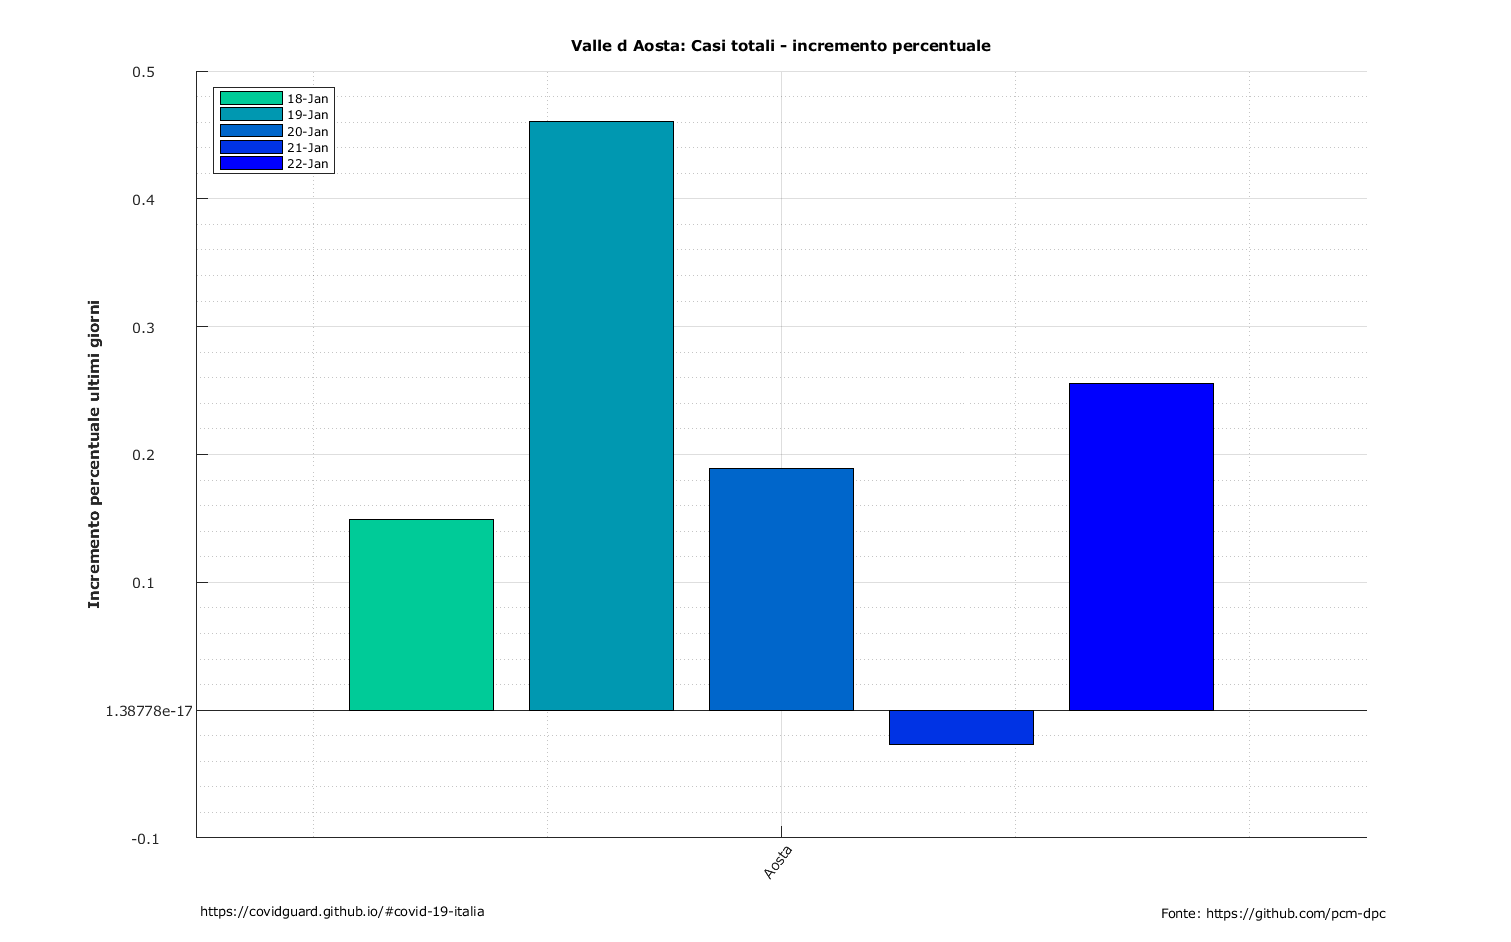 Valle d Aosta: Casi totali - incremento percentuale
0.5
18-Jan
19-Jan
20-Jan
21-Jan
22-Jan
0.4
0.3
0.2
0.1
1.38778e-17
-0.1
Incremento percentuale ultimi giorni
Aosta
https://covidguard.github.io/#covid-19-italia
Fonte: https://github.com/pcm-dpc